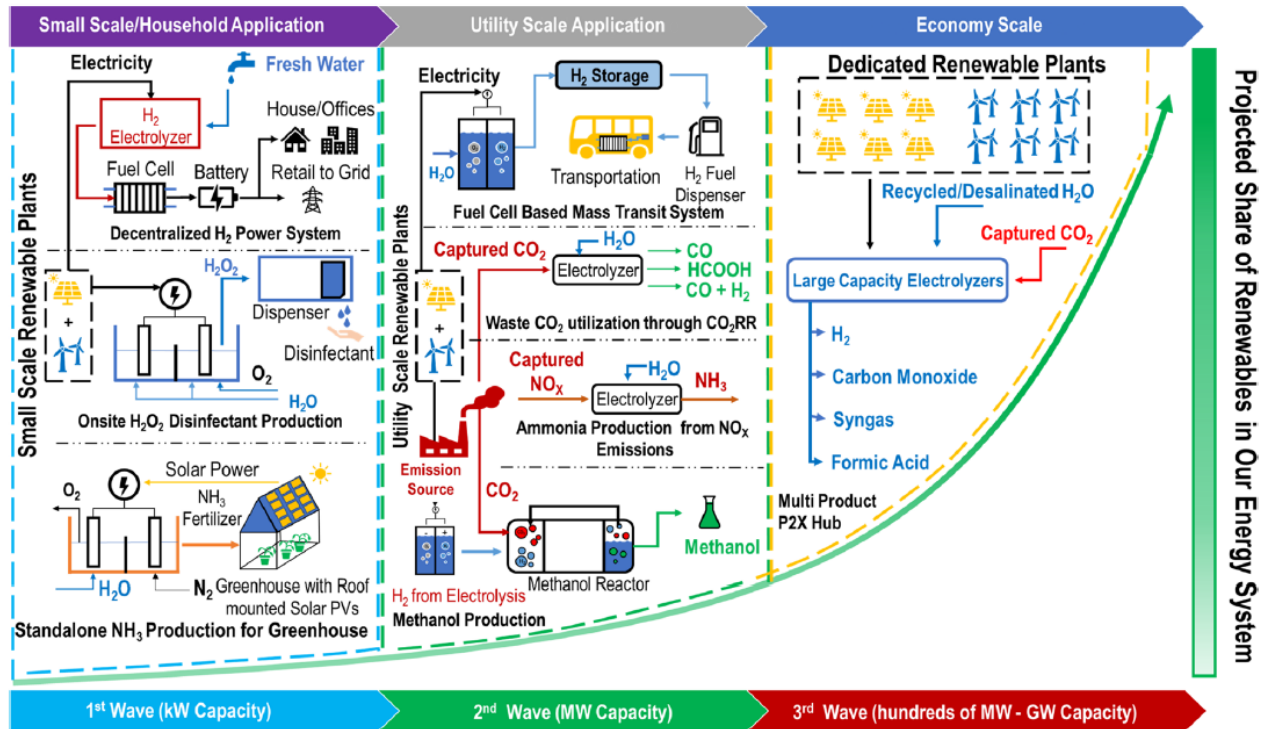 Small Scale/Household Application
Utility Scale Application
Economy Scale
Small Scale Renewable Plants
Electricity
Fresh Water
H₂
Electrolyzer
House/Offices
Fuel Cell
Battery
Retail to Grid
Decentralized H₂ Power System
+
H₂O₂
Dispenser
Disinfectant
O₂
H₂O
Onsite H₂O₂ Disinfectant Production
Solar Power
O₂
NH₃
Fertilizer
H₂O
N₂
Greenhouse with Roof
mounted Solar PVs
Standalone NH₃ Production for Greenhouse
Utility Scale Renewable Plants
Electricity
H₂ Storage
O₂
H₂
H₂O
Transportation
H₂ Fuel
Dispenser
Fuel Cell Based Mass Transit System
Captured CO₂
H₂O
Electrolyzer
CO
HCOOH
CO + H₂
Waste CO₂ utilization through CO₂RR
+
Captured
NOₓ
H₂O
Electrolyzer
NH₃
Ammonia Production from NOₓ
Emissions
Emission
Source
CO₂
- +
Methanol
Methanol Reactor
H₂ from Electrolysis
Methanol Production
Dedicated Renewable Plants
Recycled/Desalinated H₂O
Captured CO₂
Large Capacity Electrolyzers
H₂
Carbon Monoxide
Syngas
Formic Acid
Multi Product
P2X Hub
Projected Share of Renewables in Our Energy System
1st Wave (kW Capacity)
2nd Wave (MW Capacity)
3rd Wave (hundreds of MW - GW Capacity)